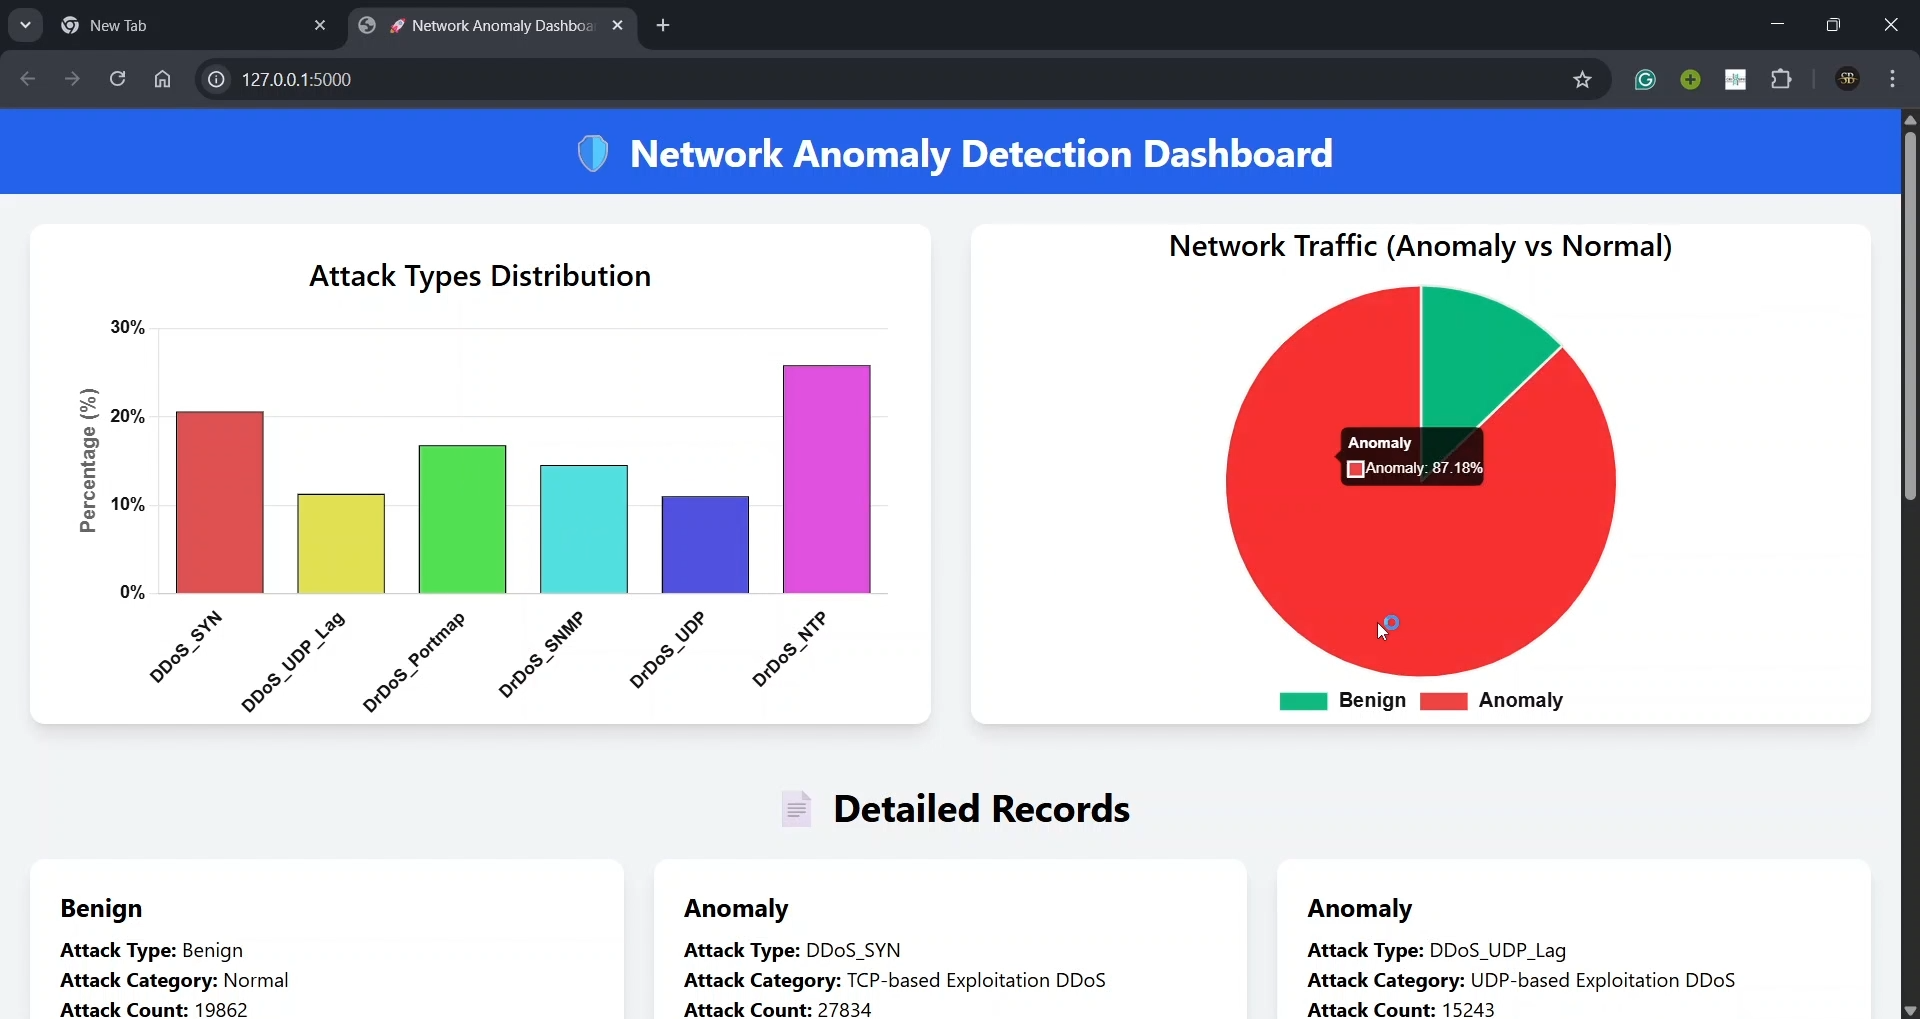 New Tab
🚀 Network Anomaly Dashboa
127.0.0.1:5000
Network Anomaly Detection Dashboard
Attack Types Distribution
30%
20%
10%
0%
Percentage (%)
DDoS_SYN
DDoS_UDP_Lag
DrDoS_Portmap
DrDoS_SNMP
DrDoS_UDP
DrDoS_NTP
Network Traffic (Anomaly vs Normal)
Anomaly
Anomaly: 87.18%
Benign Anomaly
Detailed Records
Benign
Attack Type: Benign
Attack Category: Normal
Attack Count: 19862
Anomaly
Attack Type: DDoS_SYN
Attack Category: TCP-based Exploitation DDoS
Attack Count: 27834
Anomaly
Attack Type: DDoS_UDP_Lag
Attack Category: UDP-based Exploitation DDoS
Attack Count: 15243